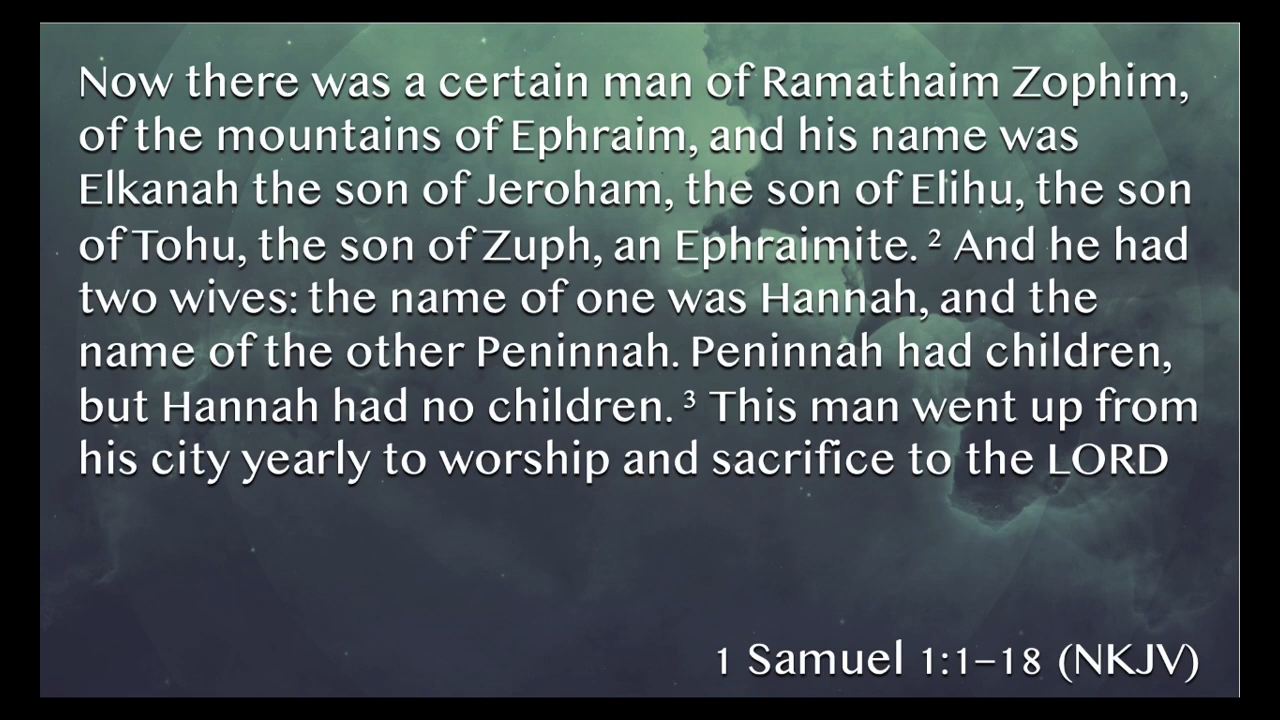 Now there was a certain man of Ramathaim Zophim,
of the mountains of Ephraim, and his name was
Elkanah the son of Jeroham, the son of Elihu, the son
of Tohu, the son of Zuph, an Ephraimite. ² And he had
two wives: the name of one was Hannah, and the
name of the other Peninnah. Peninnah had children,
but Hannah had no children. ³ This man went up from
his city yearly to worship and sacrifice to the LORD
1 Samuel 1:1–18 (NKJV)